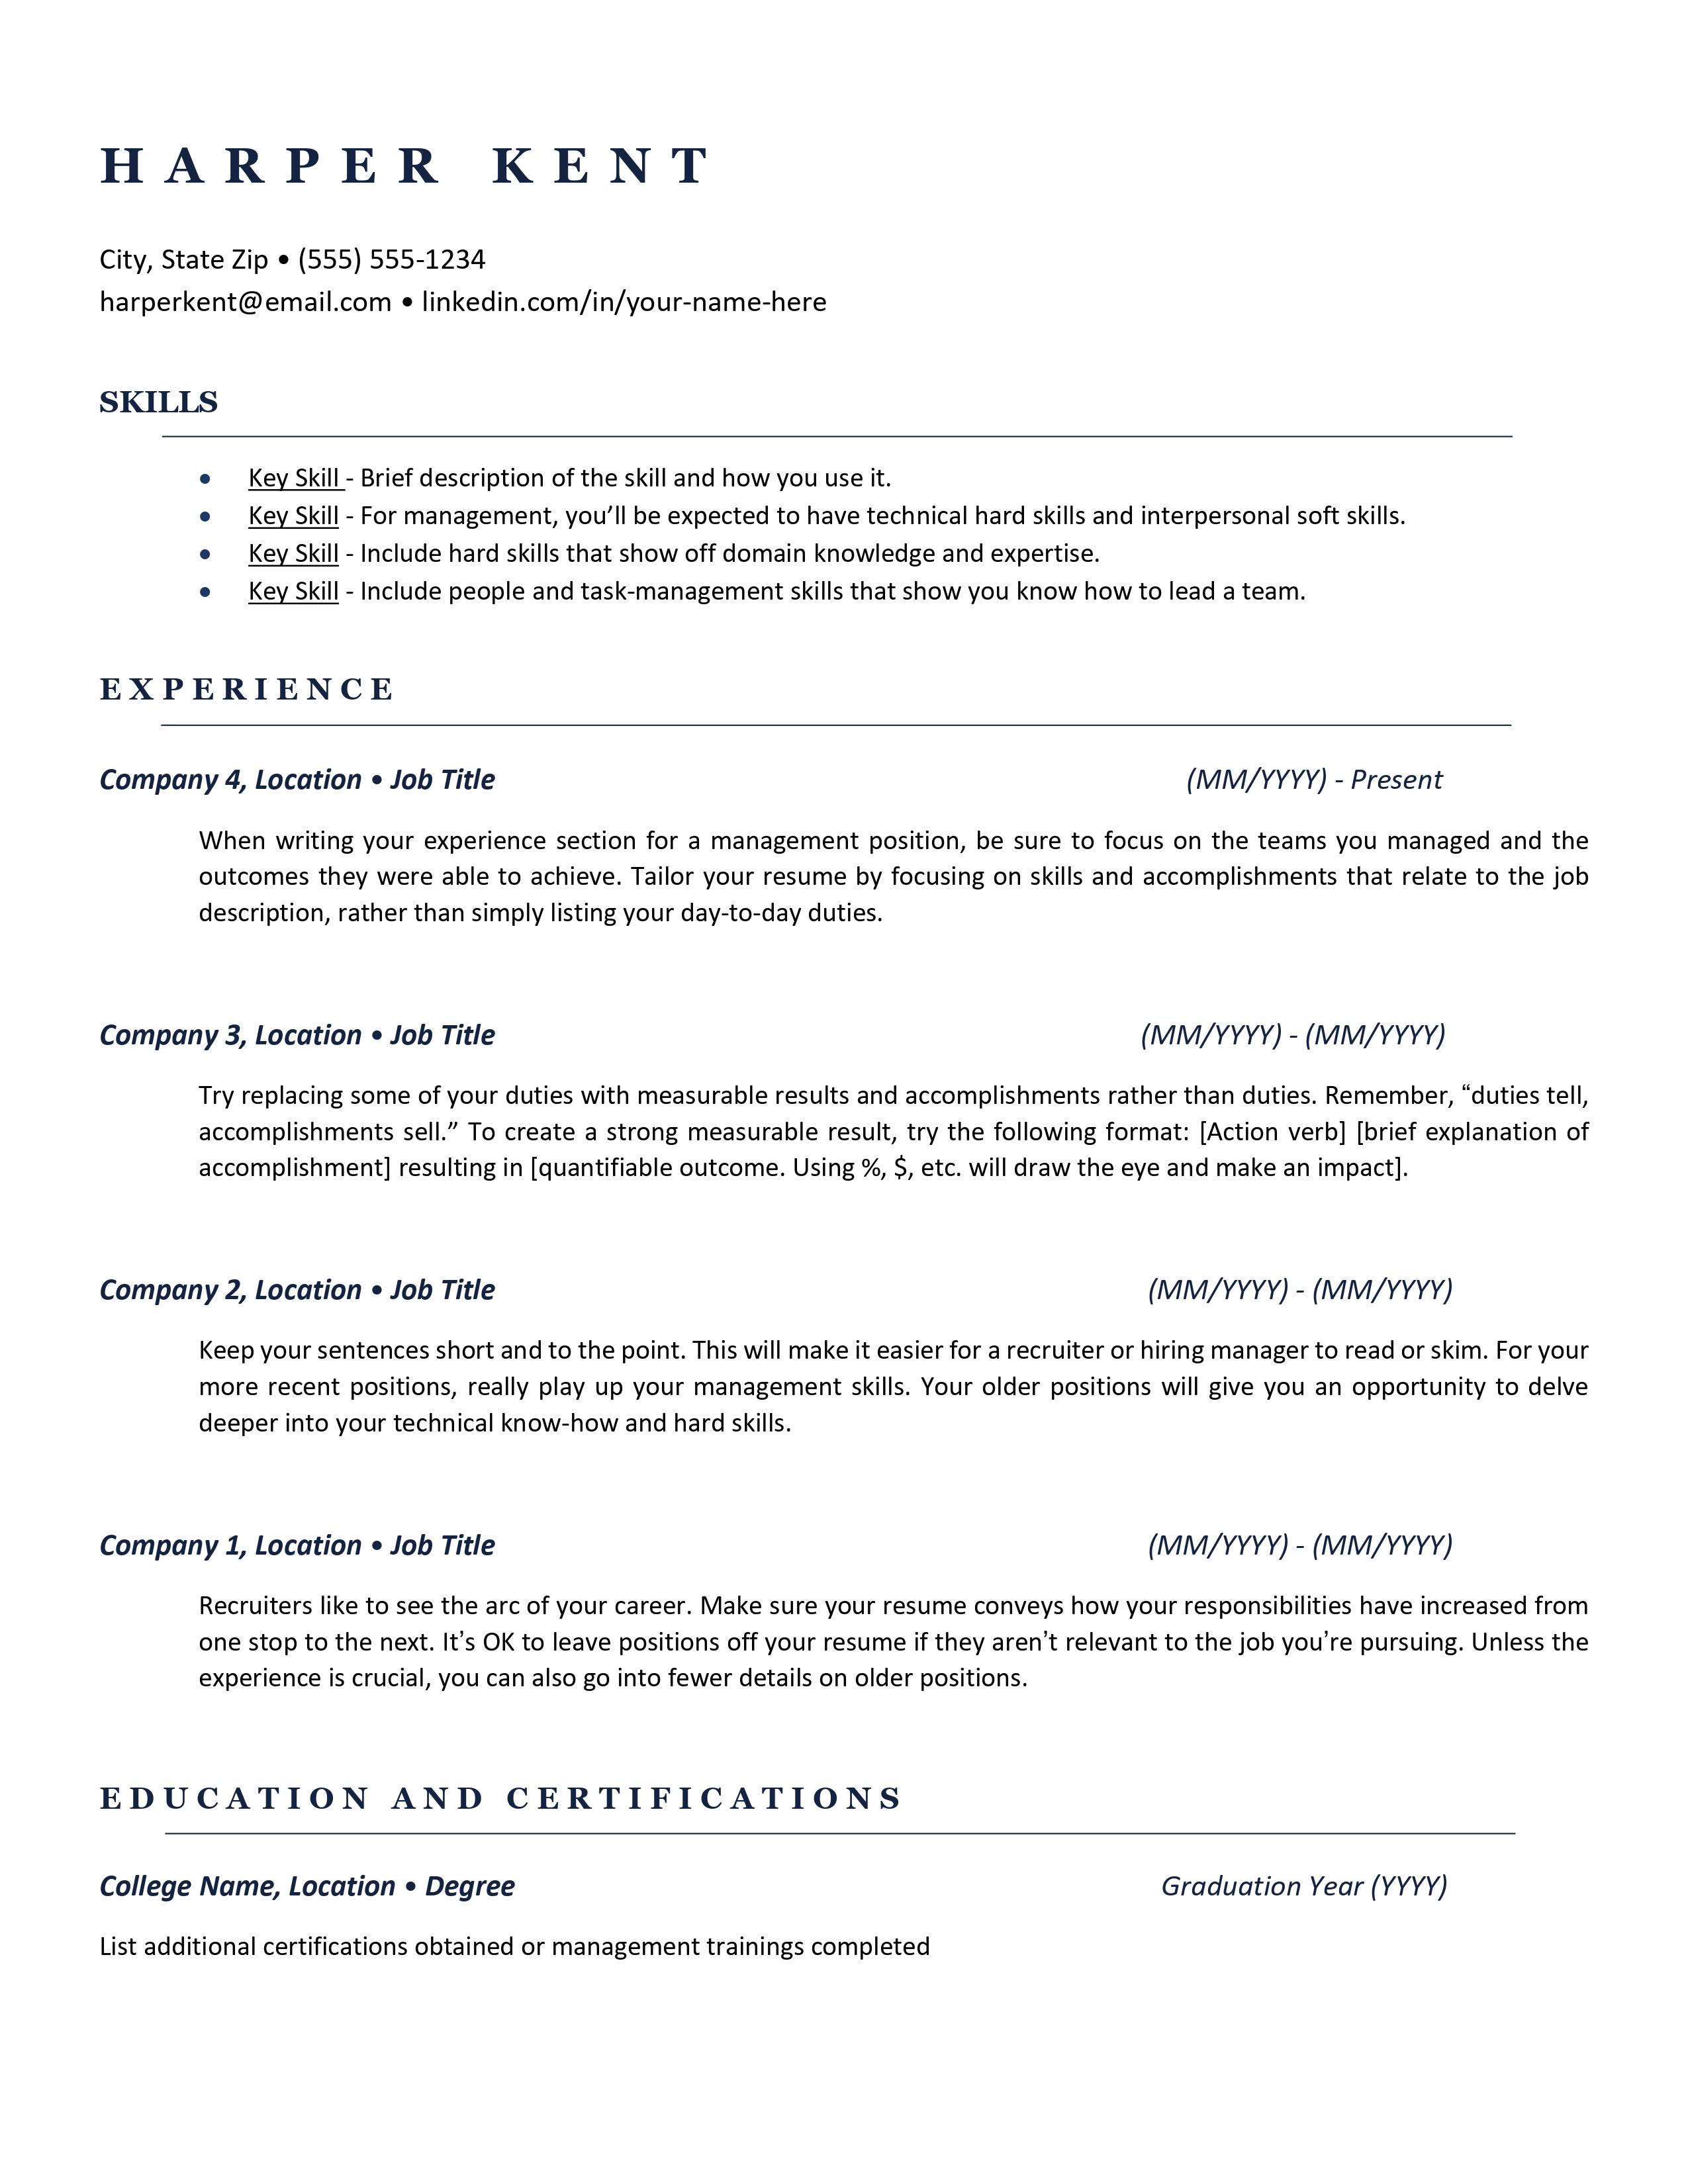 HARPER KENT
City, State Zip • (555) 555-1234
harperkent@email.com • linkedin.com/in/your-name-here
SKILLS
• Key Skill - Brief description of the skill and how you use it.
• Key Skill - For management, you’ll be expected to have technical hard skills and interpersonal soft skills.
• Key Skill - Include hard skills that show off domain knowledge and expertise.
• Key Skill - Include people and task-management skills that show you know how to lead a team.
EXPERIENCE
Company 4, Location • Job Title (MM/YYYY) - Present
When writing your experience section for a management position, be sure to focus on the teams you managed and the
outcomes they were able to achieve. Tailor your resume by focusing on skills and accomplishments that relate to the job
description, rather than simply listing your day-to-day duties.
Company 3, Location • Job Title (MM/YYYY) - (MM/YYYY)
Try replacing some of your duties with measurable results and accomplishments rather than duties. Remember, “duties tell,
accomplishments sell.” To create a strong measurable result, try the following format: [Action verb] [brief explanation of
accomplishment] resulting in [quantifiable outcome. Using %, $, etc. will draw the eye and make an impact].
Company 2, Location • Job Title (MM/YYYY) - (MM/YYYY)
Keep your sentences short and to the point. This will make it easier for a recruiter or hiring manager to read or skim. For your
more recent positions, really play up your management skills. Your older positions will give you an opportunity to delve
deeper into your technical know-how and hard skills.
Company 1, Location • Job Title (MM/YYYY) - (MM/YYYY)
Recruiters like to see the arc of your career. Make sure your resume conveys how your responsibilities have increased from
one stop to the next. It’s OK to leave positions off your resume if they aren’t relevant to the job you’re pursuing. Unless the
experience is crucial, you can also go into fewer details on older positions.
EDUCATION AND CERTIFICATIONS
College Name, Location • Degree Graduation Year (YYYY)
List additional certifications obtained or management trainings completed